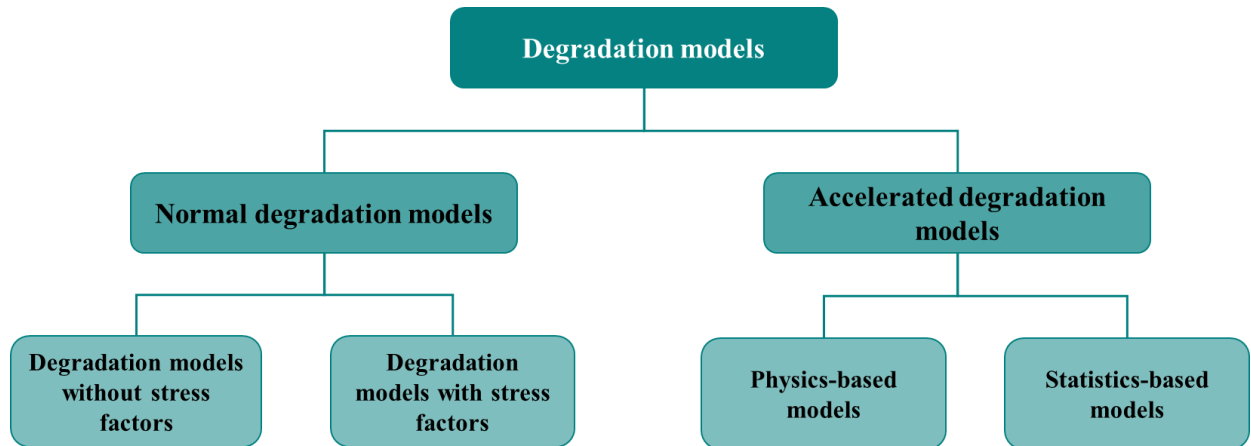 Degradation models
Normal degradation models
Accelerated degradation
models
Degradation models
without stress
factors
Degradation
models with stress
factors
Physics-based
models
Statistics-based
models